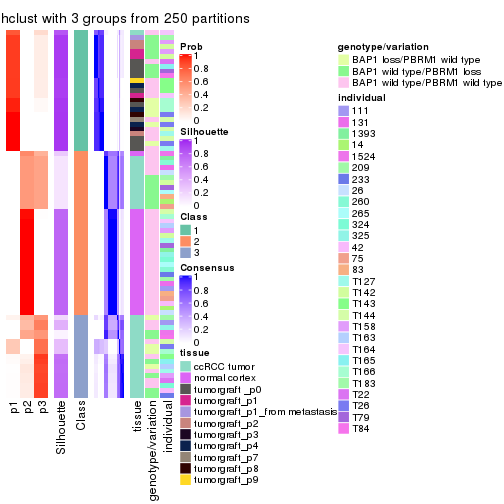 hclust with 3 groups from 250 partitions
Prob
1
0.8
0.6
0.4
0.2
0
Silhouette
1
0.8
0.6
0.4
0.2
0
Class
1
2
3
Consensus
1
0.8
0.6
0.4
0.2
0
tissue
ccRCC tumor
normal cortex
tumorgraft_p0
tumorgraft_p1
tumorgraft_p1_from metastasis
tumorgraft_p2
tumorgraft_p3
tumorgraft_p4
tumorgraft_p7
tumorgraft_p8
tumorgraft_p9
genotype/variation
BAP1 loss/PBRM1 wild type
BAP1 wild type/PBRM1 loss
BAP1 wild type/PBRM1 wild type
individual
111
131
1393
14
1524
209
233
26
260
265
324
325
42
75
83
T127
T142
T143
T144
T158
T163
T164
T165
T166
T183
T22
T26
T79
T84
p1
p2
p3
Silhouette
Class
tissue
genotype/variation
individual